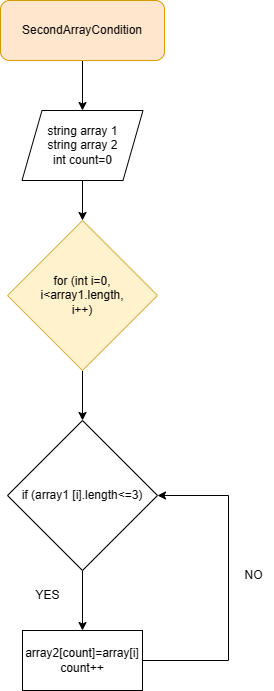 SecondArrayCondition
string array 1
string array 2
int count=0
for (int i=0,
i<array1.length,
i++)
if (array1 [i].length<=3)
NO
YES
array2[count]=array[i]
count++